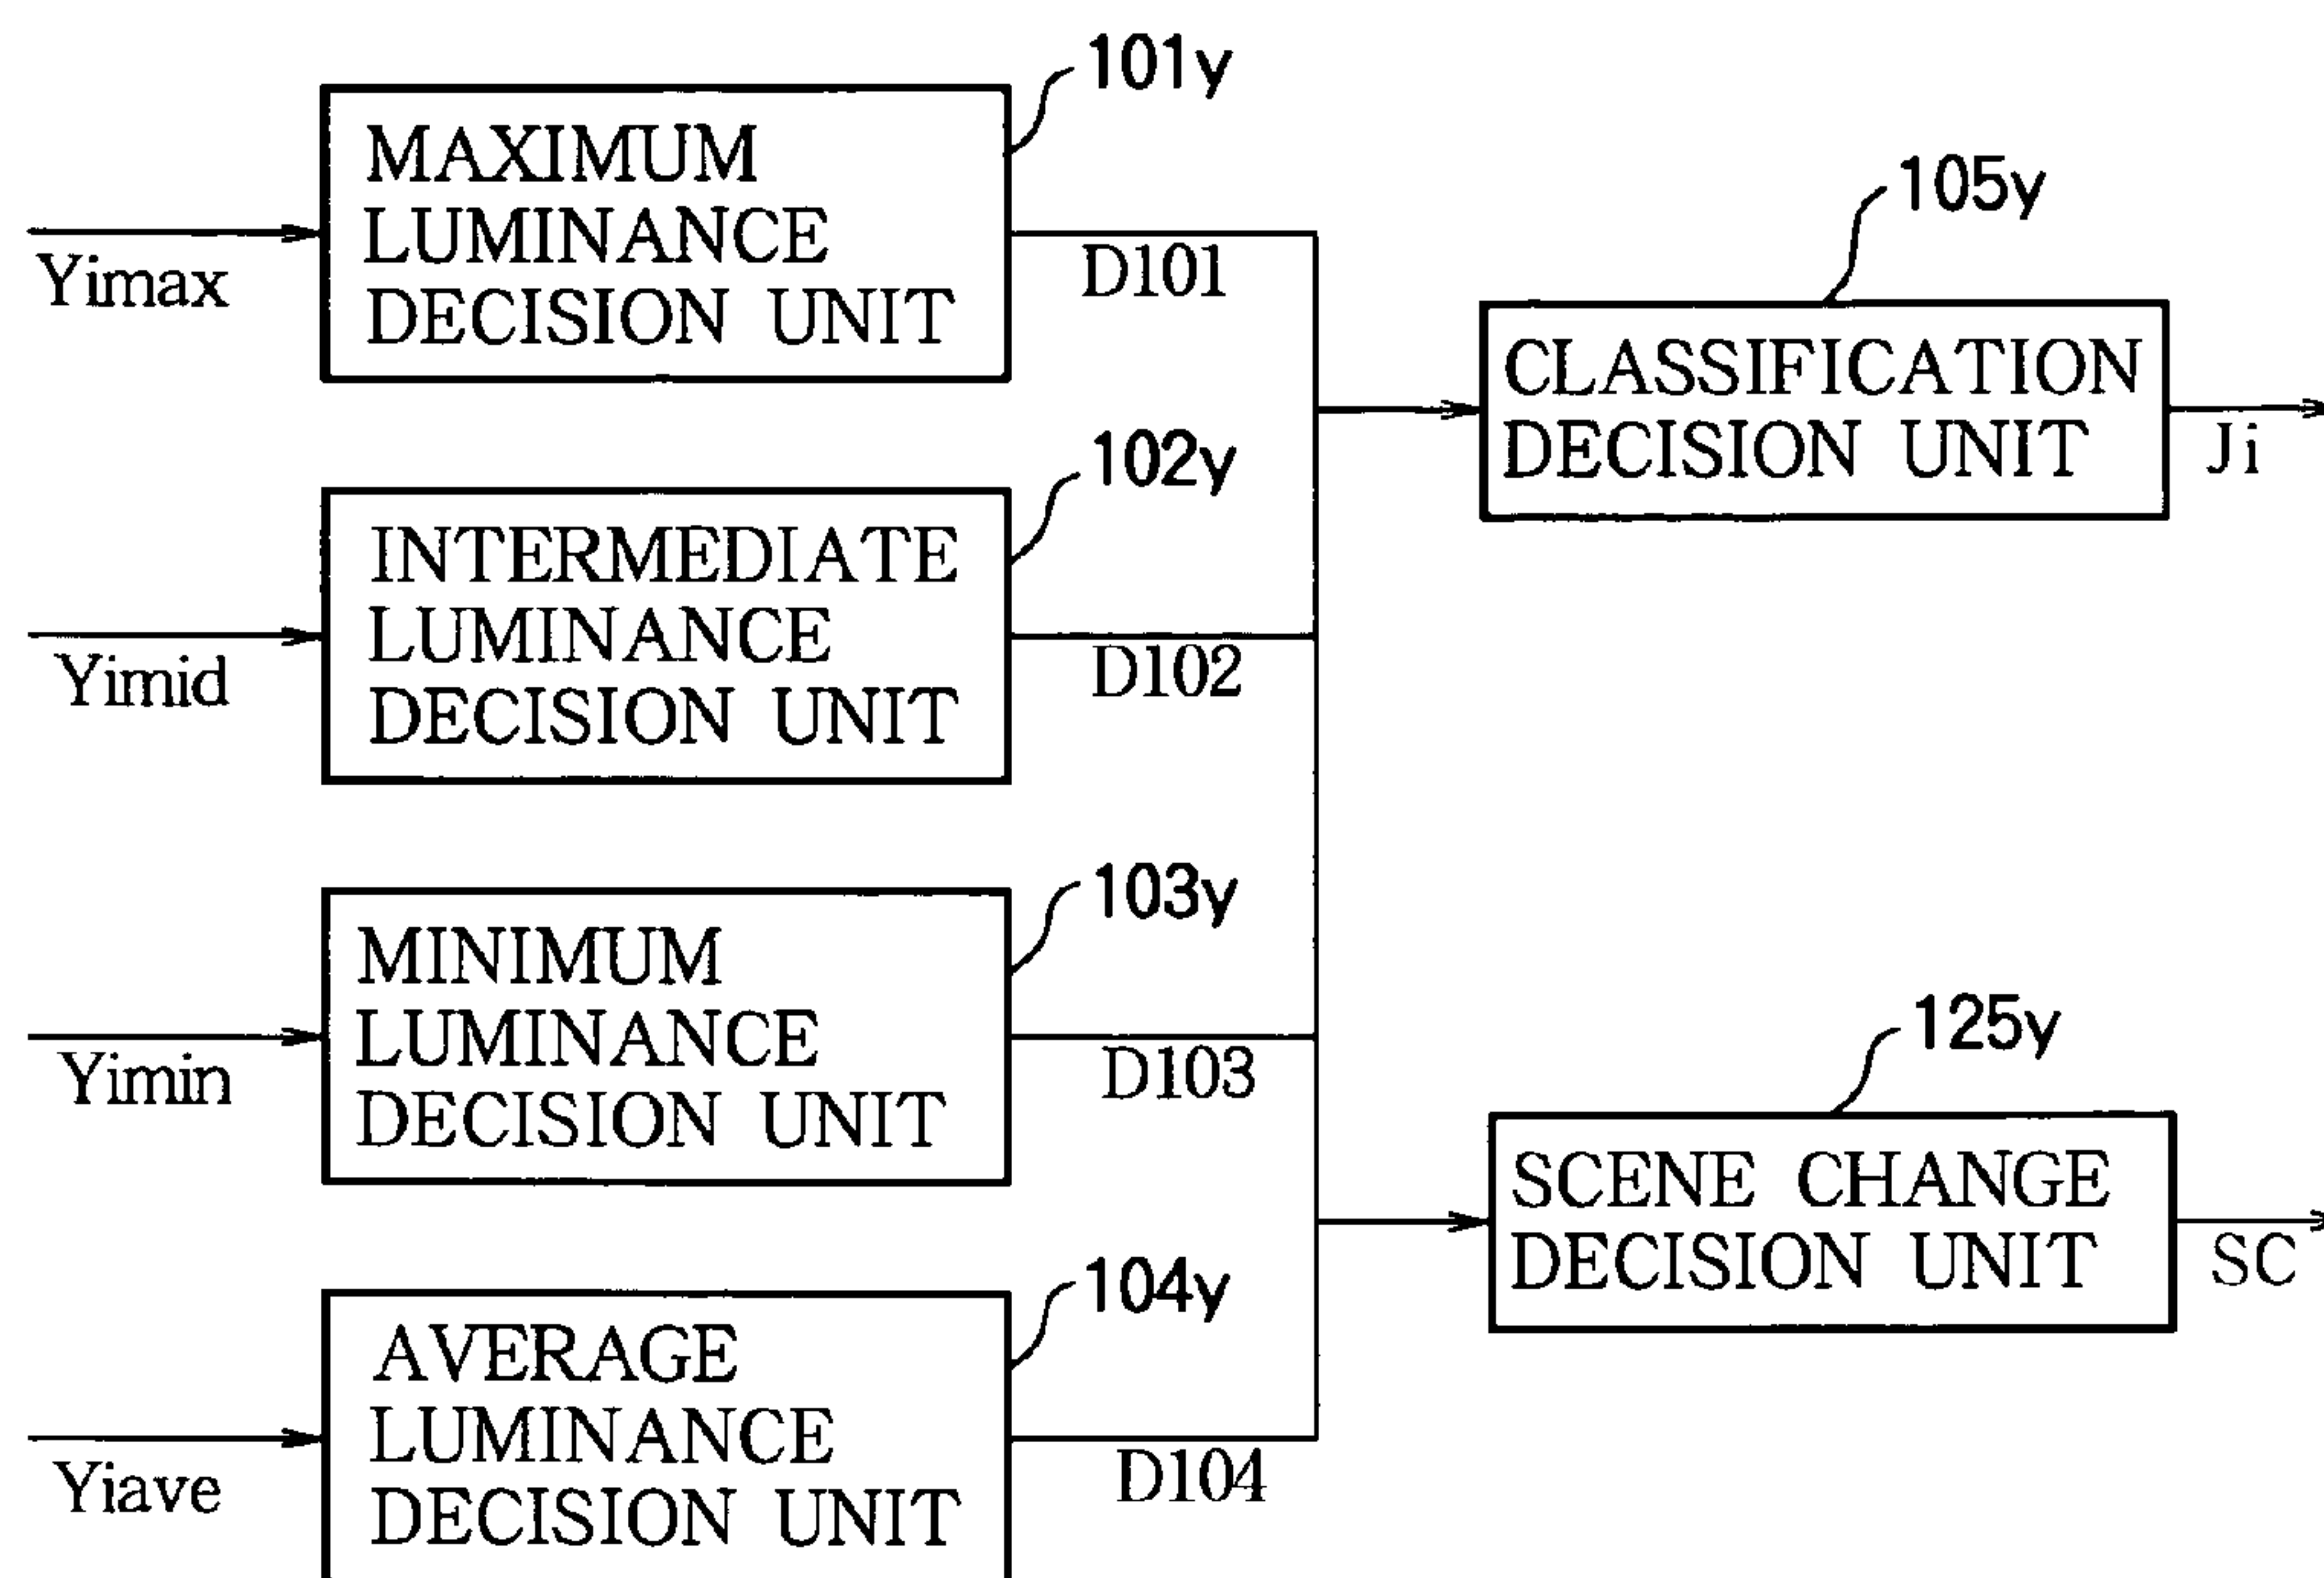 101y
MAXIMUM
LUMINANCE
DECISION UNIT
Yimax
D101
105y
CLASSIFICATION
DECISION UNIT
Ji
102y
INTERMEDIATE
LUMINANCE
DECISION UNIT
Yimid
D102
103y
MINIMUM
LUMINANCE
DECISION UNIT
Yimin
D103
125y
SCENE CHANGE
DECISION UNIT
SC
104y
AVERAGE
LUMINANCE
DECISION UNIT
Yiave
D104